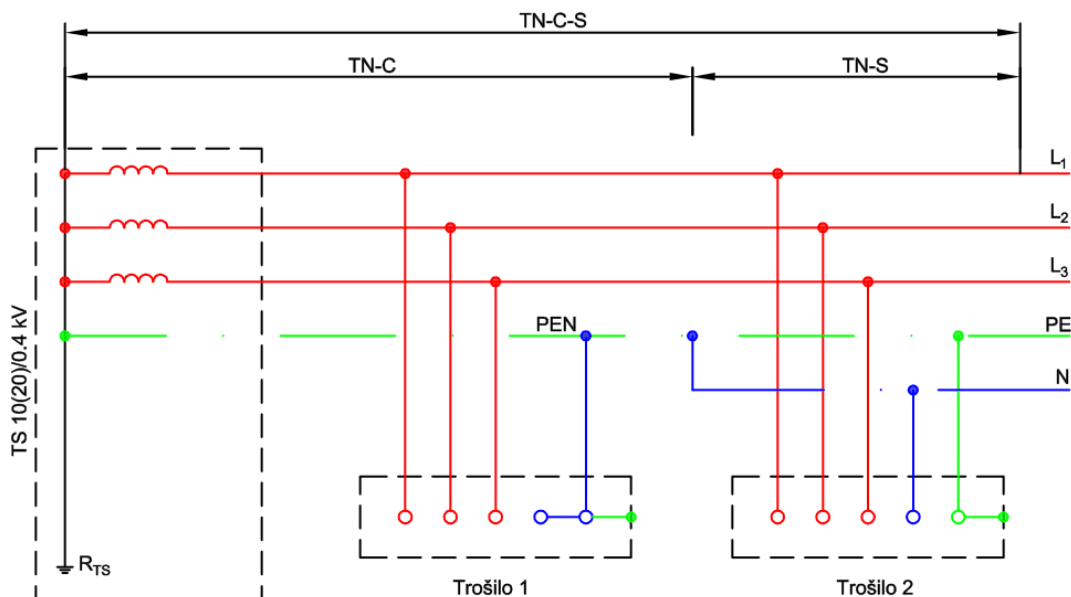 TN-C-S
TN-C
TN-S
L1
L2
L3
PEN
PE
N
TS 10(20)/0.4 kV
RTS
Trošilo 1
Trošilo 2